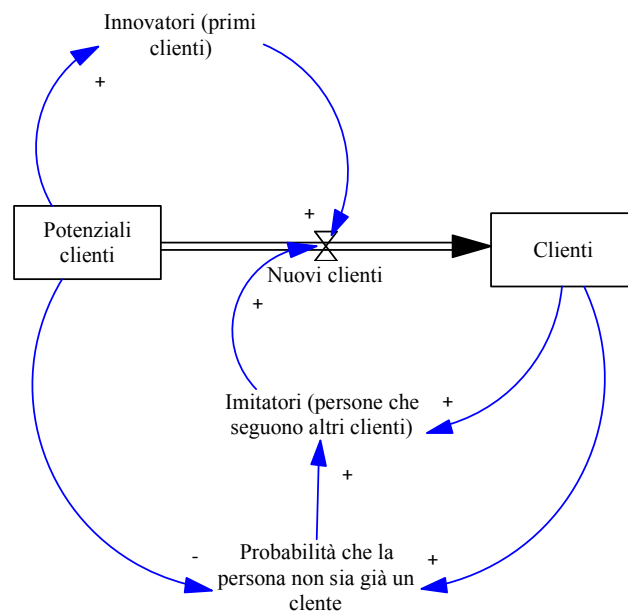 Innovatori (primi
clienti)
+
+
Potenziali
clienti
Clienti
Nuovi clienti
+
Imitatori (persone che
seguono altri clienti)
+
+
-
Probabilità che la
persona non sia già un
clente
+